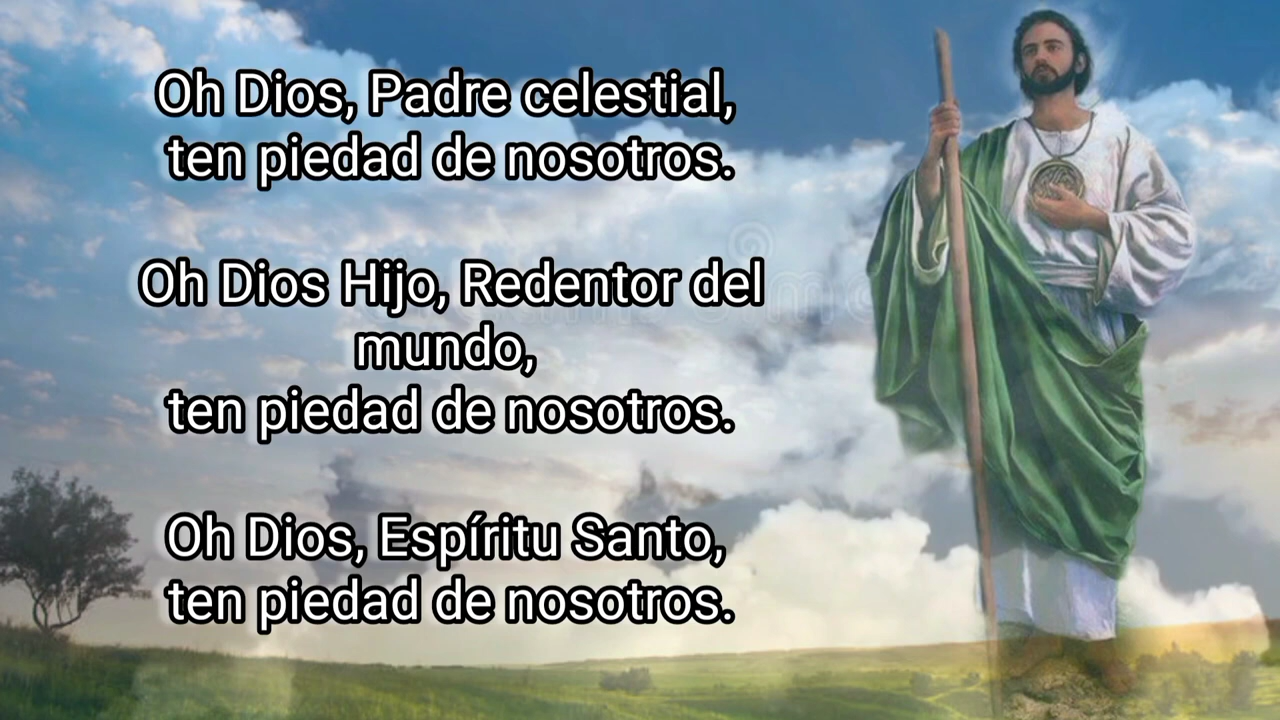 Oh Dios, Padre celestial,
ten piedad de nosotros.
Oh Dios Hijo, Redentor del
mundo,
ten piedad de nosotros.
Oh Dios, Espíritu Santo,
ten piedad de nosotros.